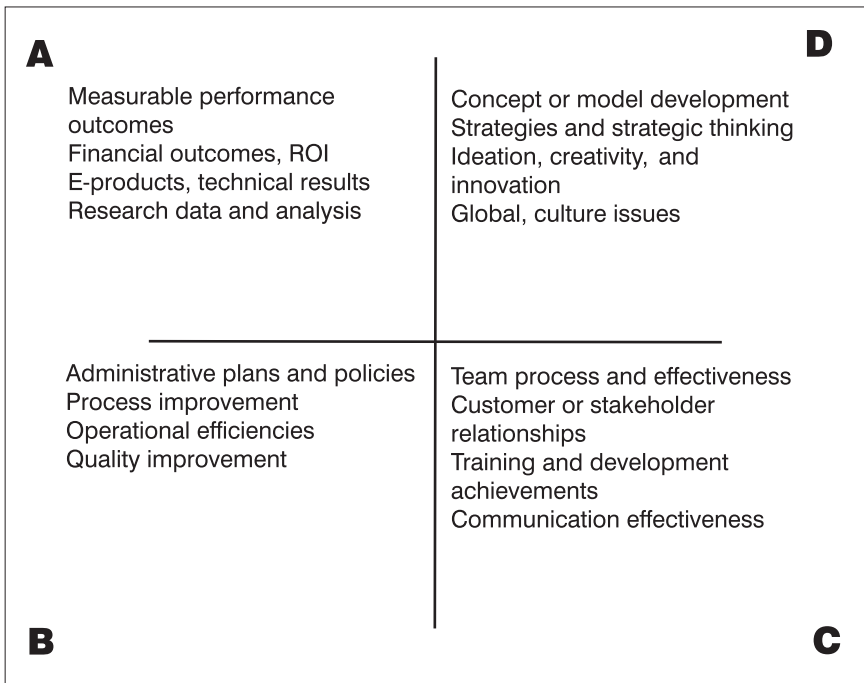 A
Measurable performance
outcomes
Financial outcomes, ROI
E-products, technical results
Research data and analysis
D
Concept or model development
Strategies and strategic thinking
Ideation, creativity, and
innovation
Global, culture issues
Administrative plans and policies
Process improvement
Operational efficiencies
Quality improvement
B
Team process and effectiveness
Customer or stakeholder
relationships
Training and development
achievements
Communication effectiveness
C